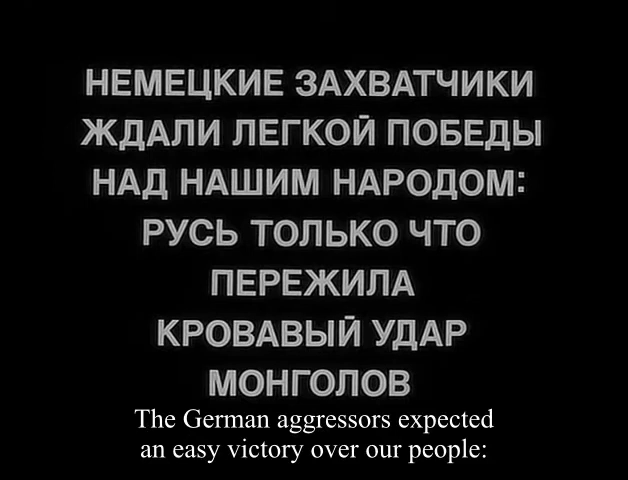 НЕМЕЦКИЕ ЗАХВАТЧИКИ
ЖДАЛИ ЛЕГКОЙ ПОБЕДЫ
НАД НАШИМ НАРОДОМ:
РУСЬ ТОЛЬКО ЧТО
ПЕРЕЖИЛА
КРОВАВЫЙ УДАР
МОНГОЛОВ
The German aggressors expected
an easy victory over our people: